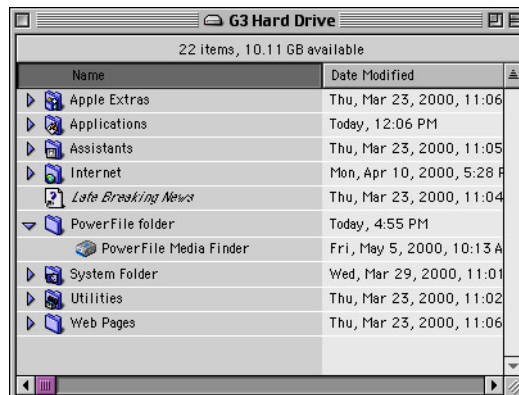 G3 Hard Drive
22 items, 10.11 GB available
Name Date Modified
Apple Extras Thu, Mar 23, 2000, 11:06
Applications Today, 12:06 PM
Assistants Thu, Mar 23, 2000, 11:05
Internet Mon, Apr 10, 2000, 5:28 P
Late Breaking News Thu, Mar 23, 2000, 11:04
PowerFile folder Today, 4:55 PM
PowerFile Media Finder Fri, May 5, 2000, 10:13 A
System Folder Wed, Mar 29, 2000, 11:01
Utilities Thu, Mar 23, 2000, 11:02
Web Pages Thu, Mar 23, 2000, 11:06